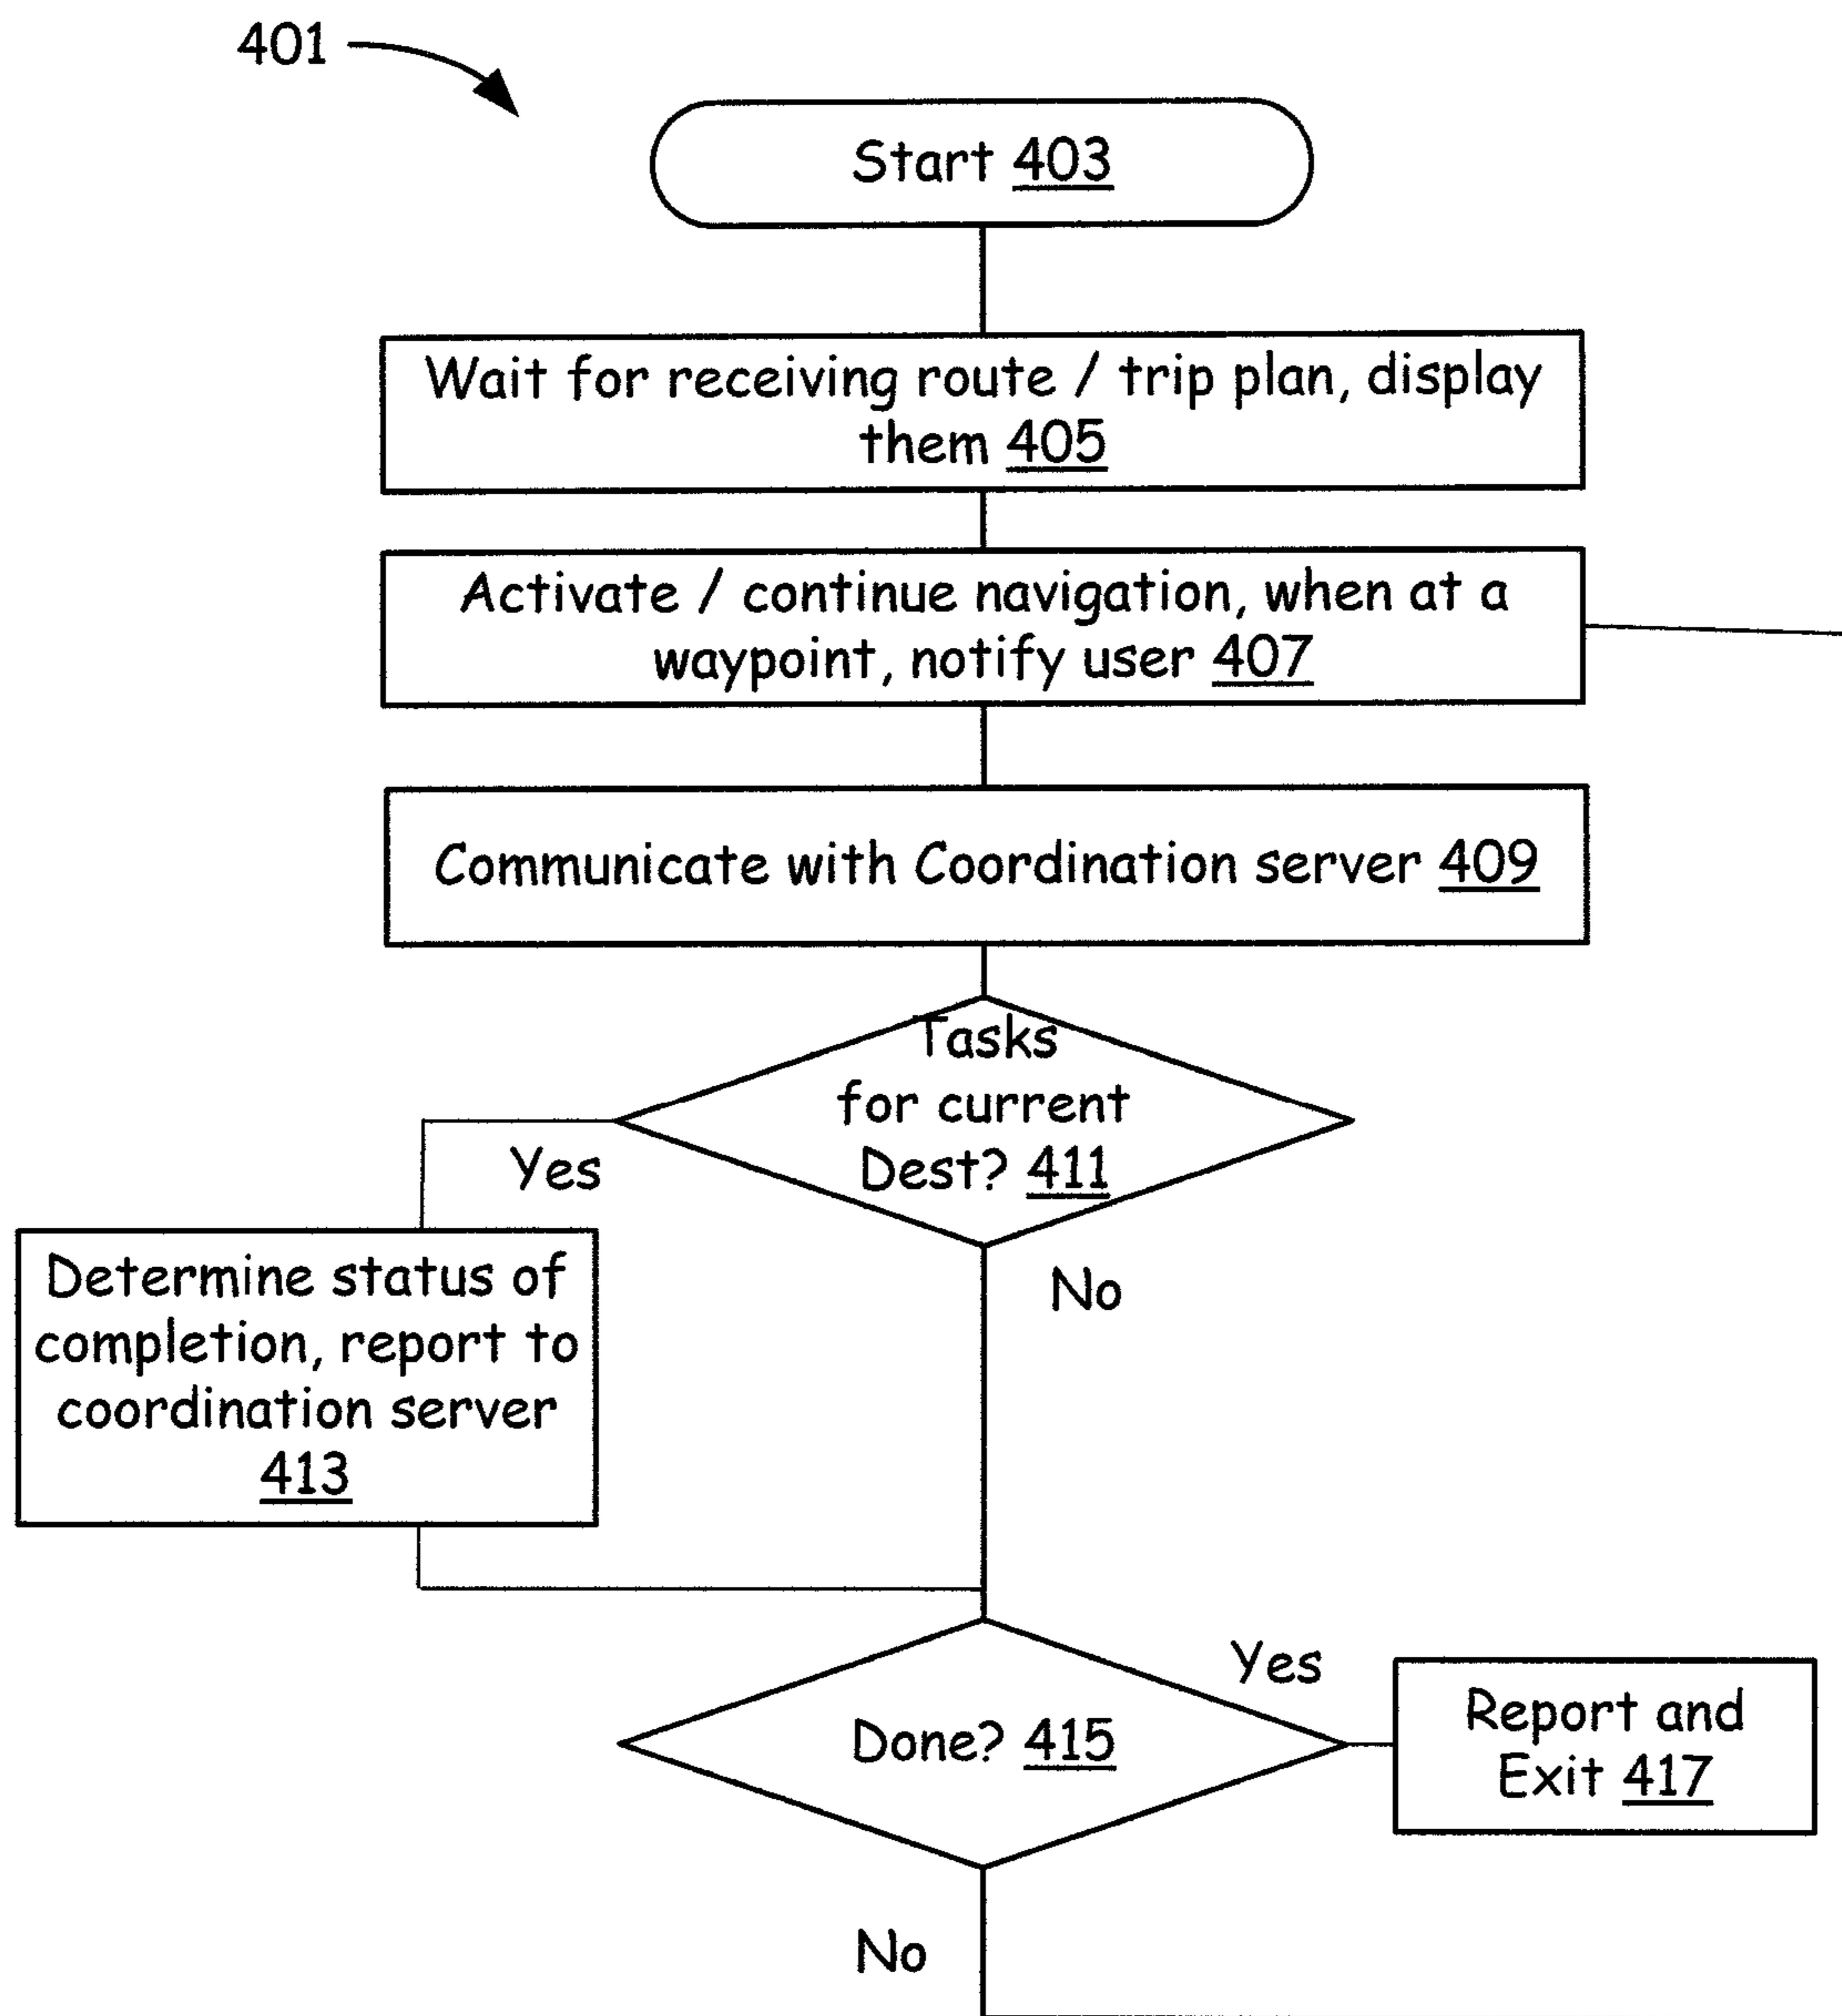 401
Start 403
Wait for receiving route / trip plan, display
them 405
Activate / continue navigation, when at a
waypoint, notify user 407
Communicate with Coordination server 409
Tasks
for current
Dest? 411
Yes
No
Determine status of
completion, report to
coordination server
413
Yes
Done? 415
Report and
Exit 417
No